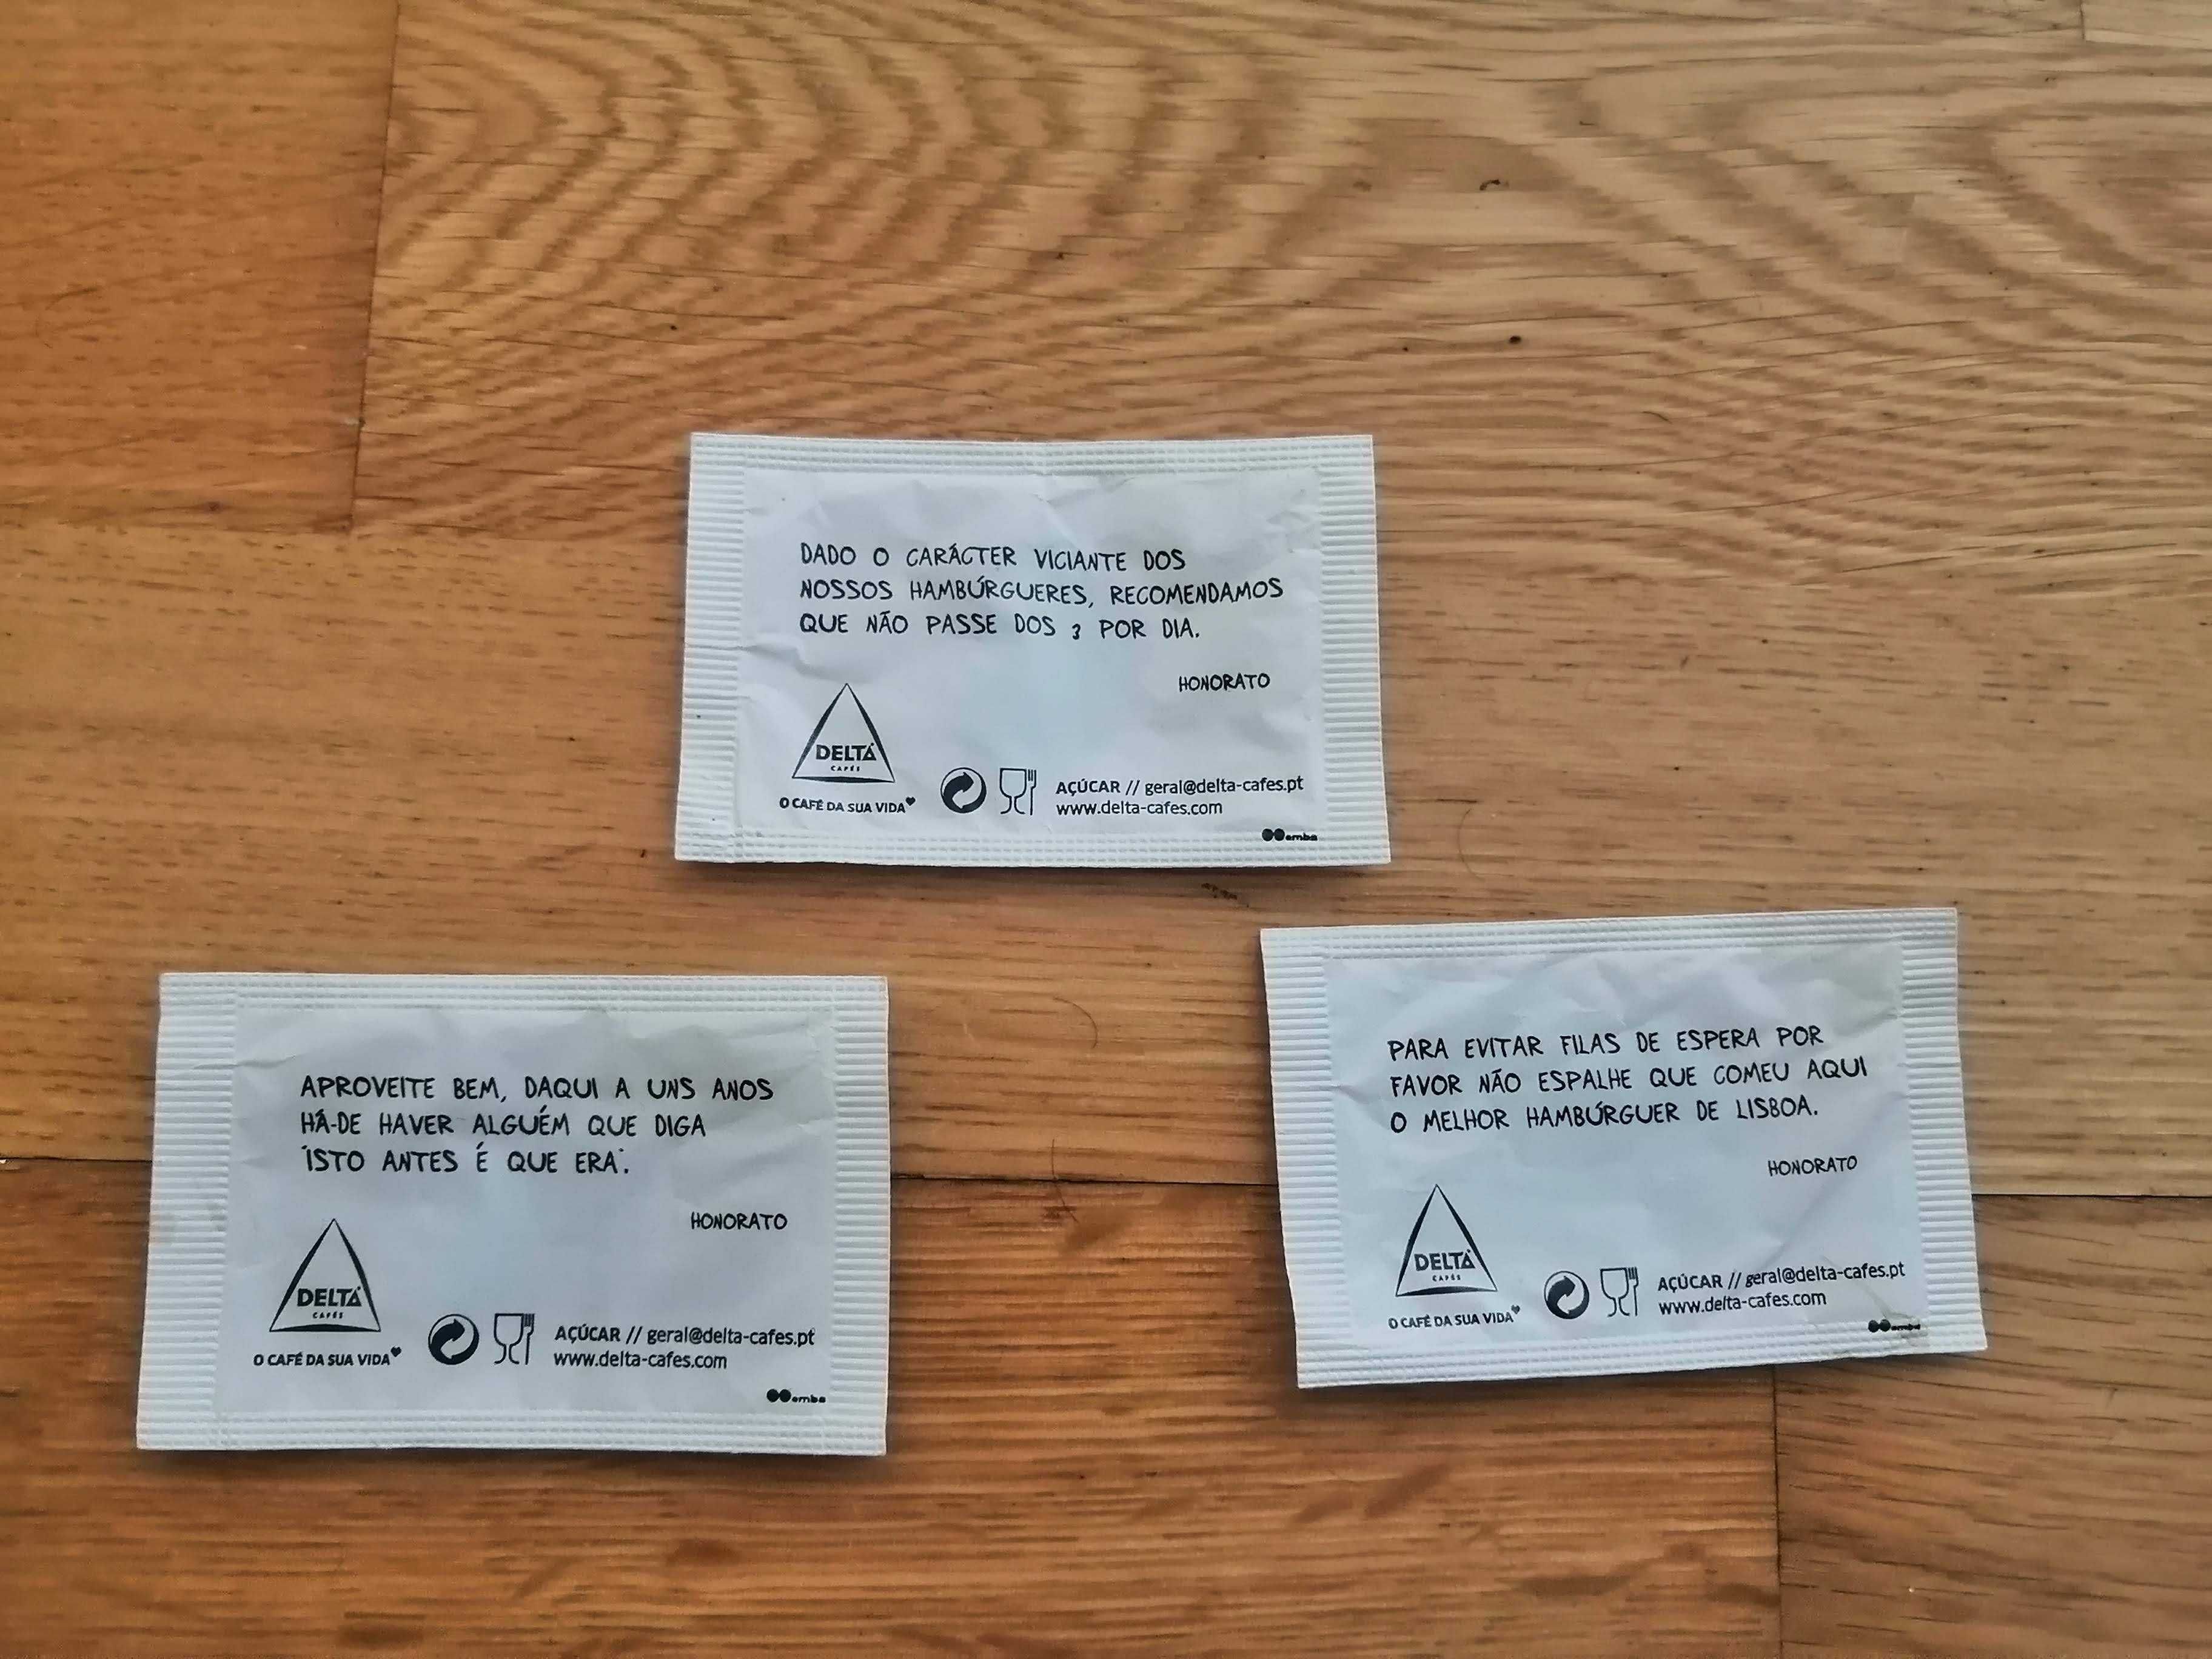 DADO O CARÁCTER VICIANTE DOS
NOSSOS HAMBÚRGUERES, RECOMENDAMOS
QUE NÃO PASSE DOS 3 POR DIA.
HONORATO
DELTA
CAFÉS
O CAFÉ DA SUA VIDA
AÇÚCAR // geral@delta-cafes.pt
www.delta-cafes.com
emba
APROVEITE BEM, DAQUI A UNS ANOS
HÁ-DE HAVER ALGUÉM QUE DIGA
"ISTO ANTES É QUE ERA".
HONORATO
DELTA
CAFÉS
O CAFÉ DA SUA VIDA
AÇÚCAR // geral@delta-cafes.pt
www.delta-cafes.com
emba
PARA EVITAR FILAS DE ESPERA POR
FAVOR NÃO ESPALHE QUE COMEU AQUI
O MELHOR HAMBÚRGUER DE LISBOA.
HONORATO
DELTA
CAFÉS
O CAFÉ DA SUA VIDA
AÇÚCAR // geral@delta-cafes.pt
www.delta-cafes.com
emba